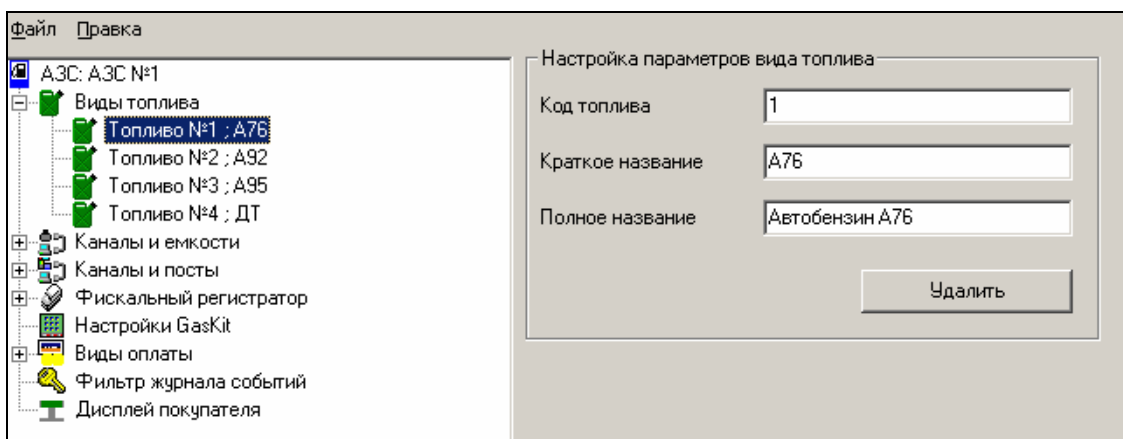 Файл Правка
АЗС: АЗС №1
Виды топлива
Топливо №1 ; А76
Топливо №2 ; А92
Топливо №3 ; А95
Топливо №4 ; ДТ
Каналы и емкости
Каналы и посты
Фискальный регистратор
Настройки GasKit
Виды оплаты
Фильтр журнала событий
Дисплей покупателя
Настройка параметров вида топлива
Код топлива 1
Краткое название А76
Полное название Автобензин А76
Удалить